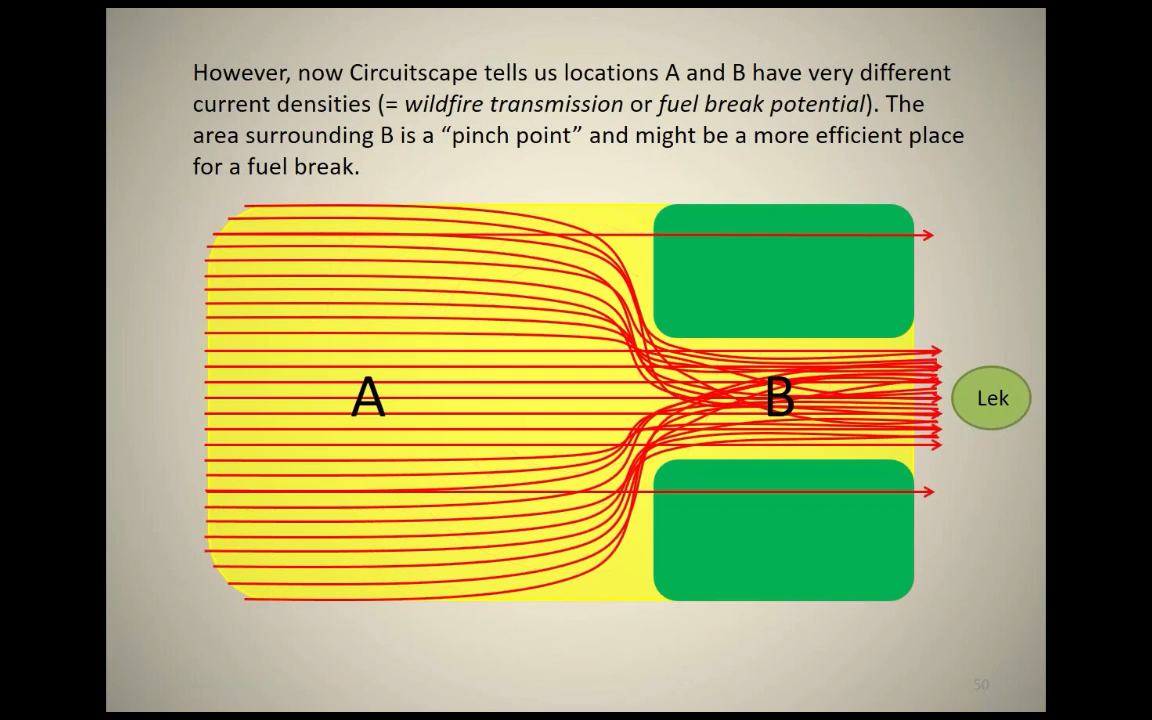 However, now Circuitscape tells us locations A and B have very different
current densities (= wildfire transmission or fuel break potential). The
area surrounding B is a “pinch point” and might be a more efficient place
for a fuel break.
A
B
Lek
50